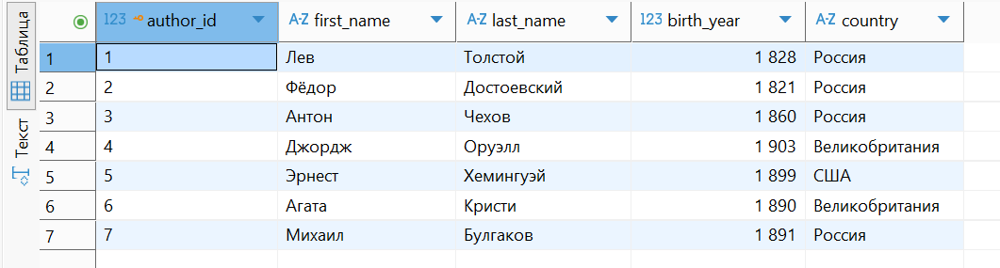 Таблица
Текст
123 author_id A-Z first_name A-Z last_name 123 birth_year A-Z country
1 1 Лев Толстой 1 828 Россия
2 2 Фёдор Достоевский 1 821 Россия
3 3 Антон Чехов 1 860 Россия
4 4 Джордж Оруэлл 1 903 Великобритания
5 5 Эрнест Хемингуэй 1 899 США
6 6 Агата Кристи 1 890 Великобритания
7 7 Михаил Булгаков 1 891 Россия